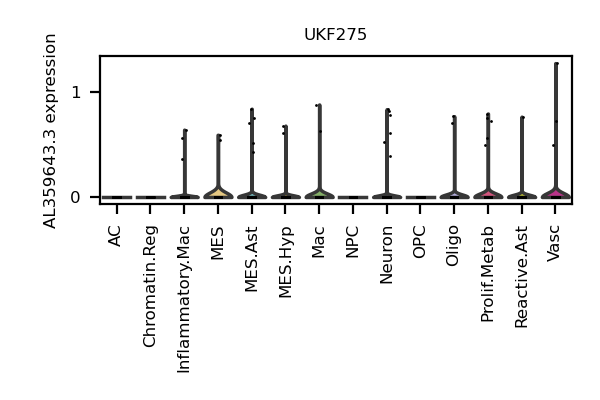 UKF275
AL359643.3 expression
1
0
AC
Chromatin.Reg
Inflammatory.Mac
MES
MES.Ast
MES.Hyp
Mac
NPC
Neuron
OPC
Oligo
Prolif.Metab
Reactive.Ast
Vasc